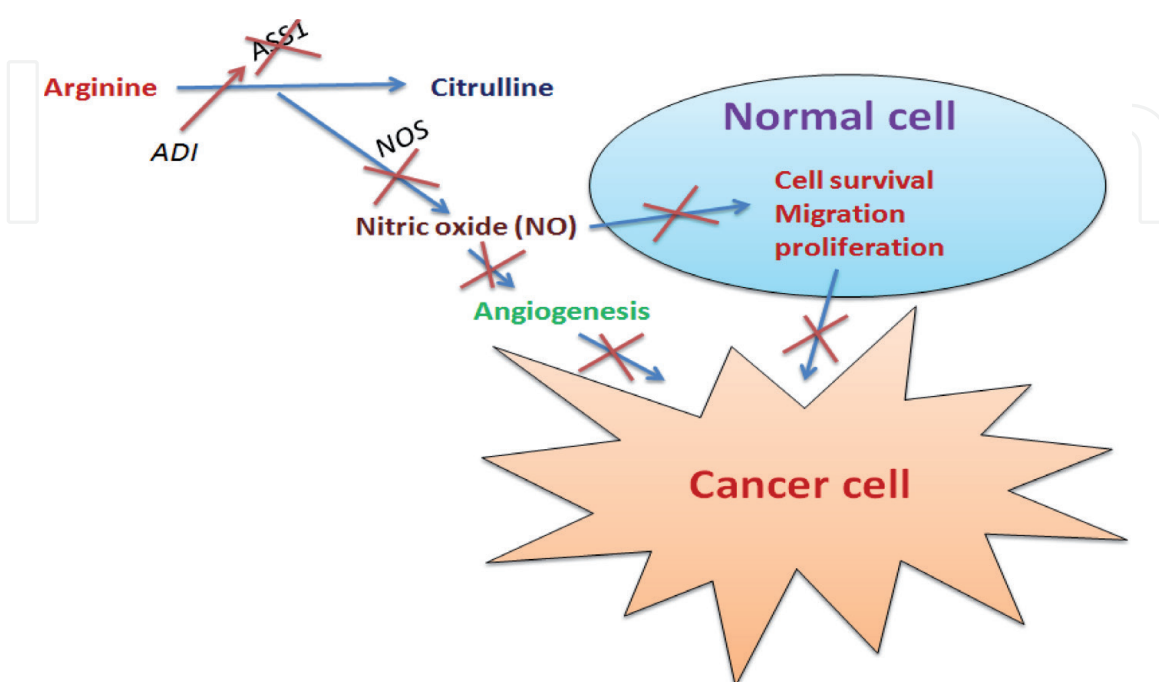 ASS1
Arginine
Citrulline
ADI
NOS
Normal cell
Cell survival
Migration
proliferation
Nitric oxide (NO)
Angiogenesis
Cancer cell